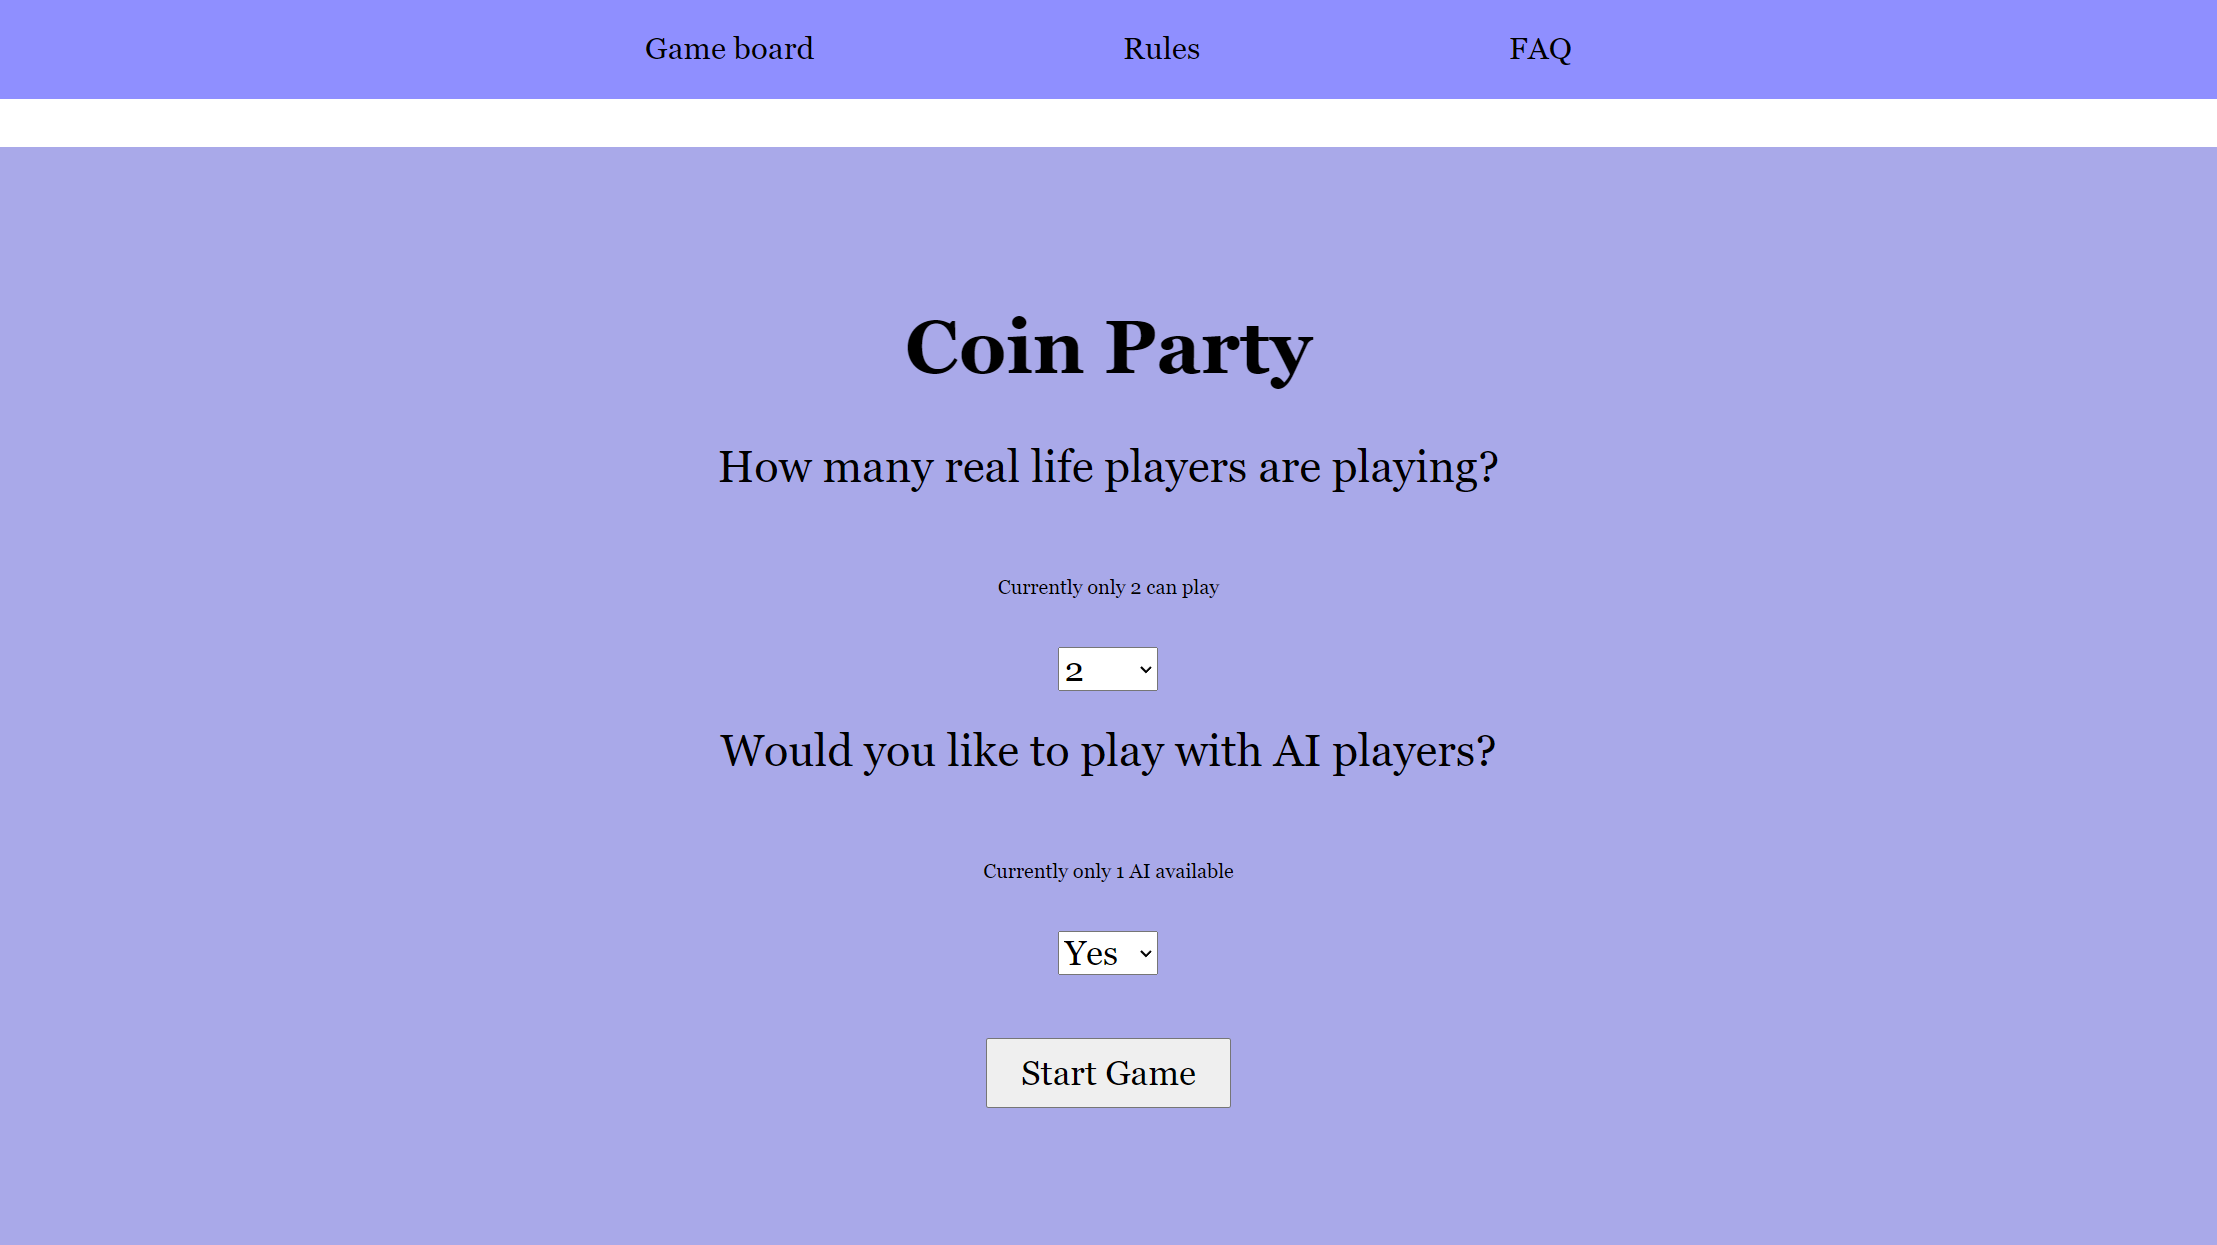 Game board Rules FAQ
Coin Party
How many real life players are playing?
Currently only 2 can play
2
Would you like to play with AI players?
Currently only 1 AI available
Yes
Start Game